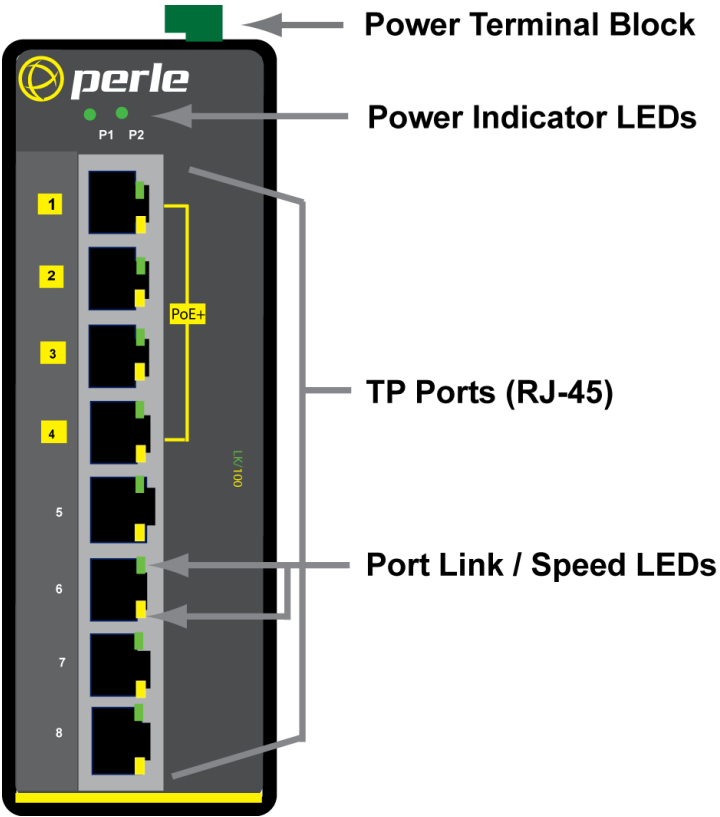 Power Terminal Block
perle
Power Indicator LEDs
P1 P2
1
2
PoE+
3
TP Ports (RJ-45)
4
LK/100
5
Port Link / Speed LEDs
6
7
8